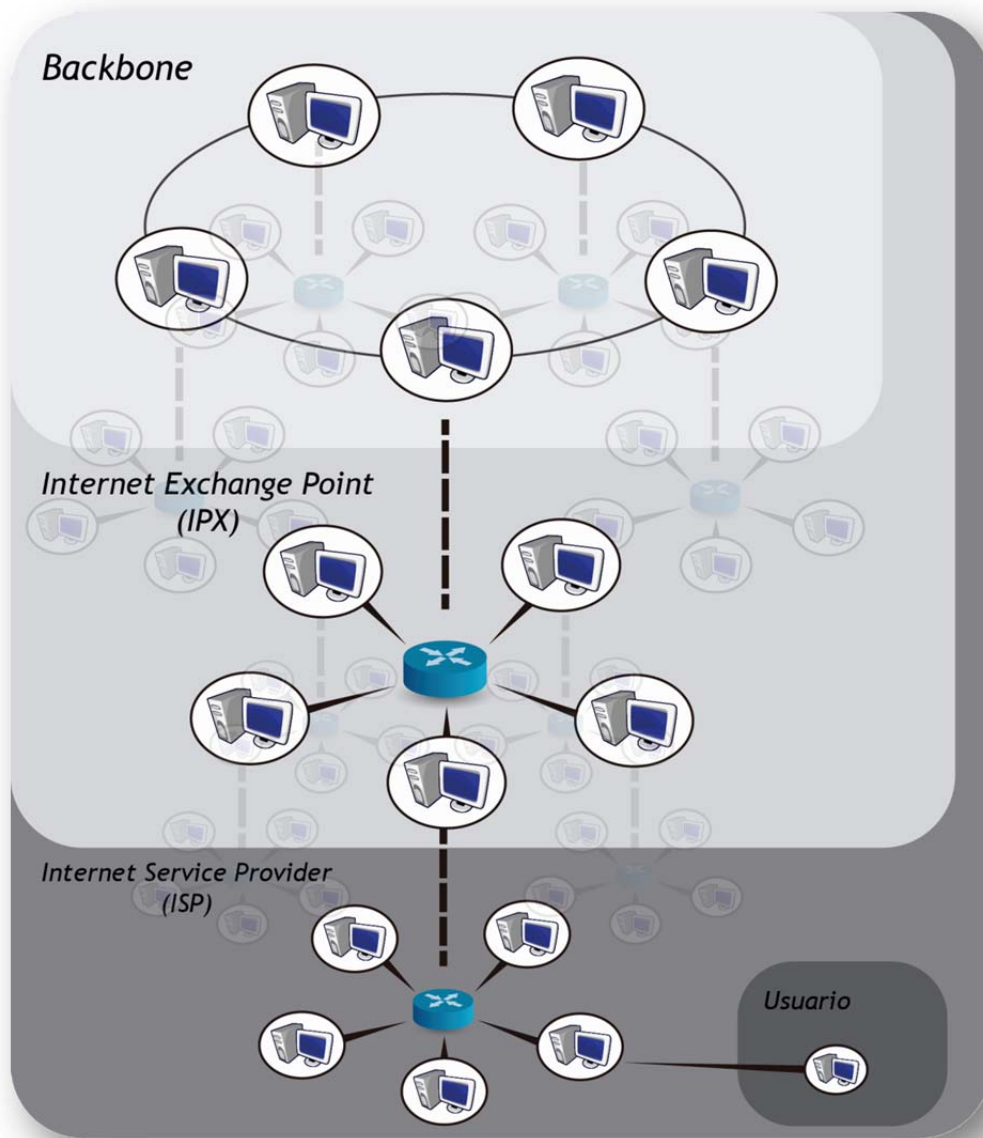 Backbone
Internet Exchange Point
(IPX)
Internet Service Provider
(ISP)
Usuario